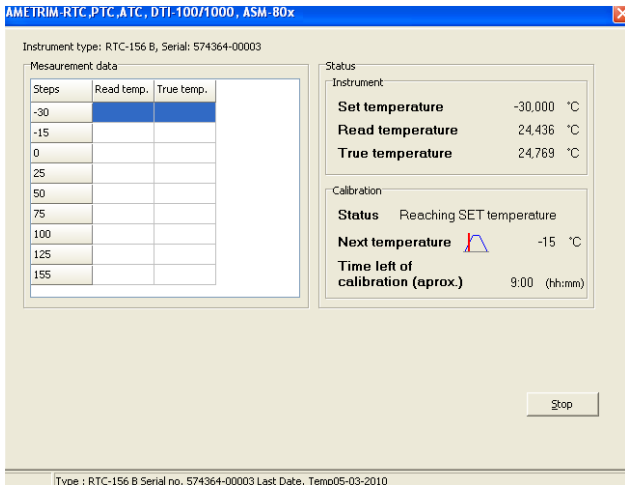 AMETRIM-RTC,PTC,ATC, DTI-100/1000, ASM-80x
Instrument type: RTC-156 B, Serial: 574364-00003
Mesaurement data
Steps Read temp. True temp.
-30
-15
0
25
50
75
100
125
155
Status
Instrument
Set temperature -30,000 °C
Read temperature 24,436 °C
True temperature 24,769 °C
Calibration
Status Reaching SET temperature
Next temperature -15 °C
Time left of
calibration (aprox.) 9:00 (hh:mm)
Stop
Type : RTC-156 B Serial no. 574364-00003 Last Date. Temp05-03-2010